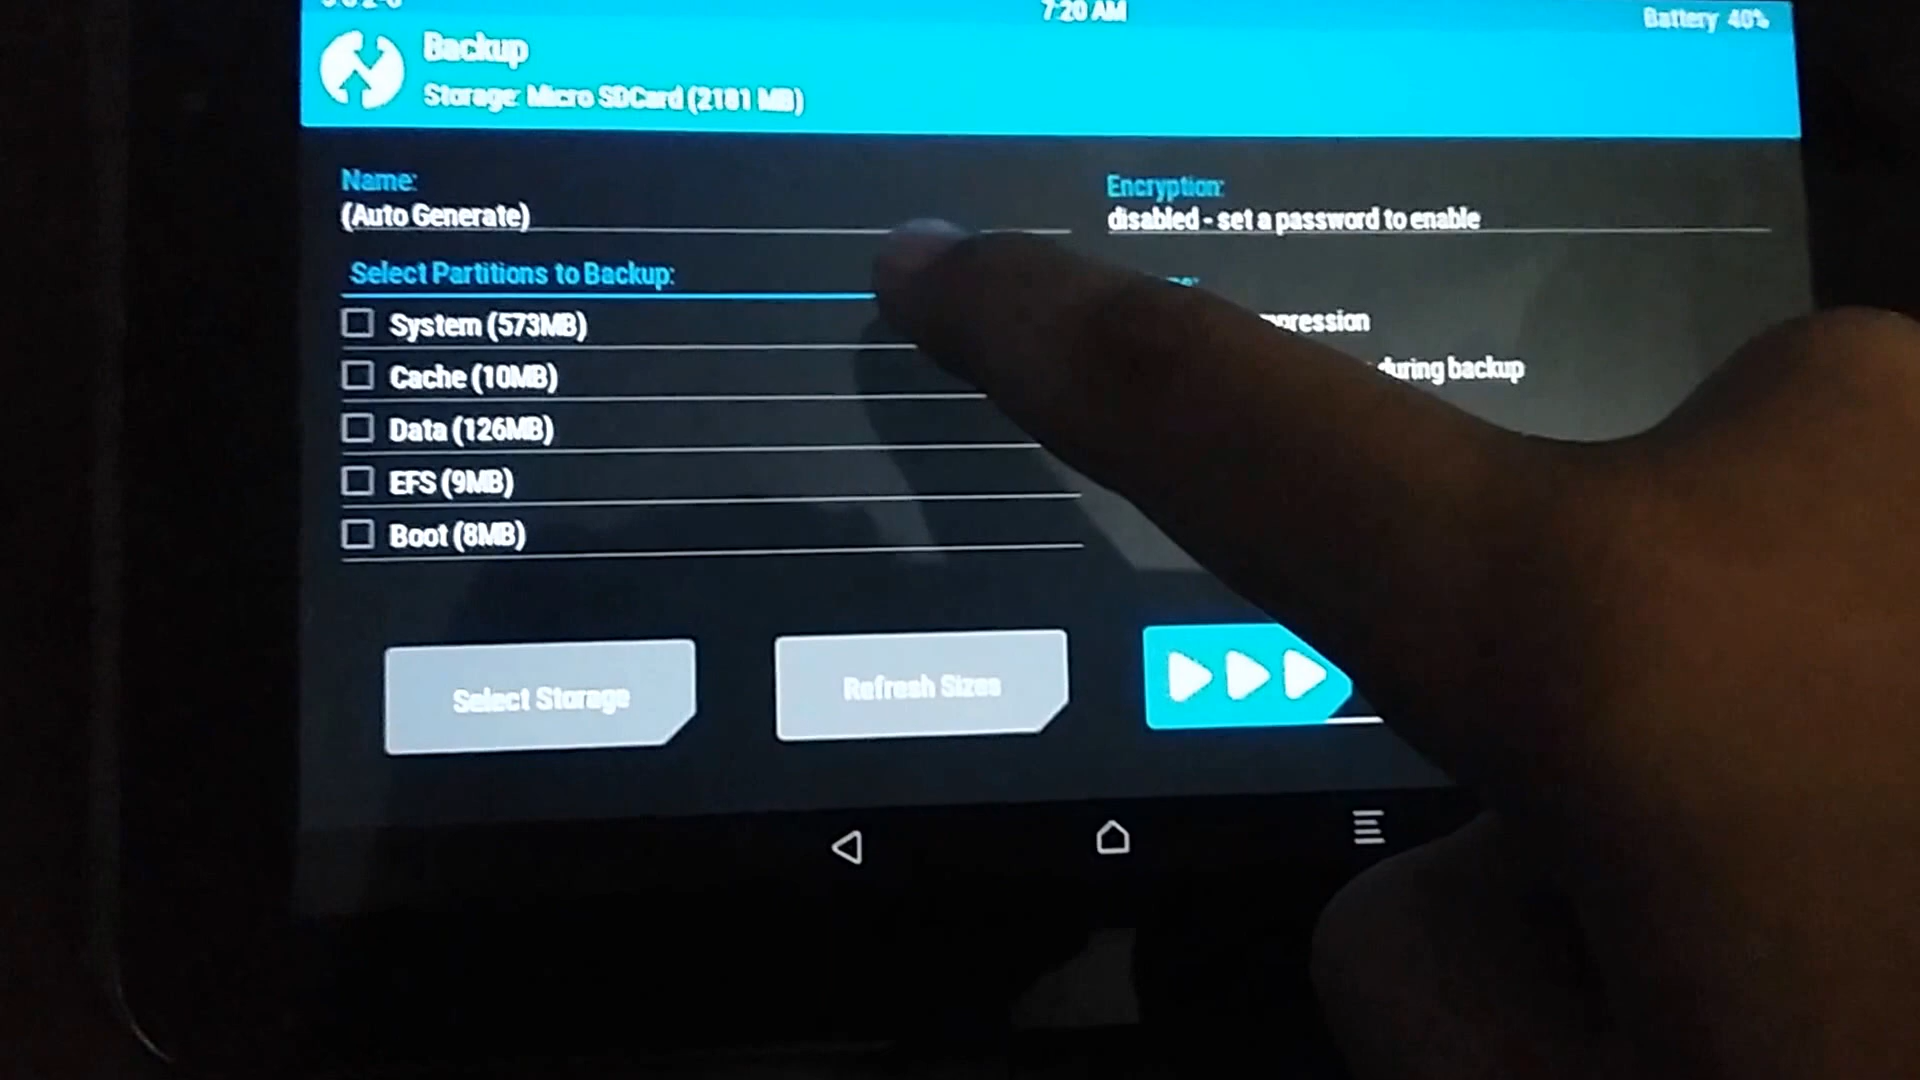 7:20 AM
Battery 40%
Backup
Storage: Micro SDCard (2181 MB)
Name:
(Auto Generate)
Encryption:
disabled - set a password to enable
Select Partitions to Backup:
System (573MB)
Cache (10MB)
Data (126MB)
EFS (9MB)
Boot (8MB)
during backup
Select Storage
Refresh Sizes